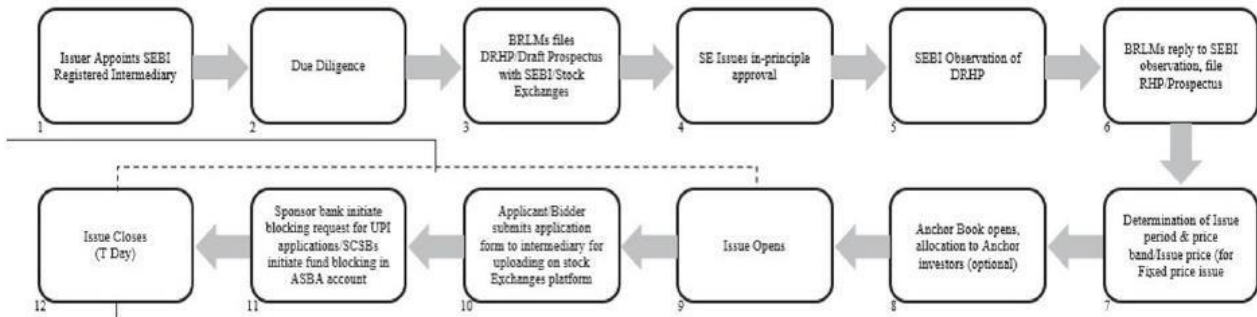 Issuer Appoints SEBI
Registered Intermediary
1
Due Diligence
2
BRLMs files
DRHP/Draft Prospectus
with SEBI/Stock
Exchanges
3
SE Issues in-principle
approval
4
SEBI Observation of
DRHP
5
BRLMs reply to SEBI
observation, file
RHP/Prospectus
6
Determination of Issue
period & price
band/Issue price (for
Fixed price issue
7
Anchor Book opens,
allocation to Anchor
investors (optional)
8
Issue Opens
9
Applicant/Bidder
submits application
form to intermediary for
uploading on stock
Exchanges platform
10
Sponsor bank initiate
blocking request for UPI
applications/SCSBs
initiate fund blocking in
ASBA account
11
Issue Closes
(T Day)
12